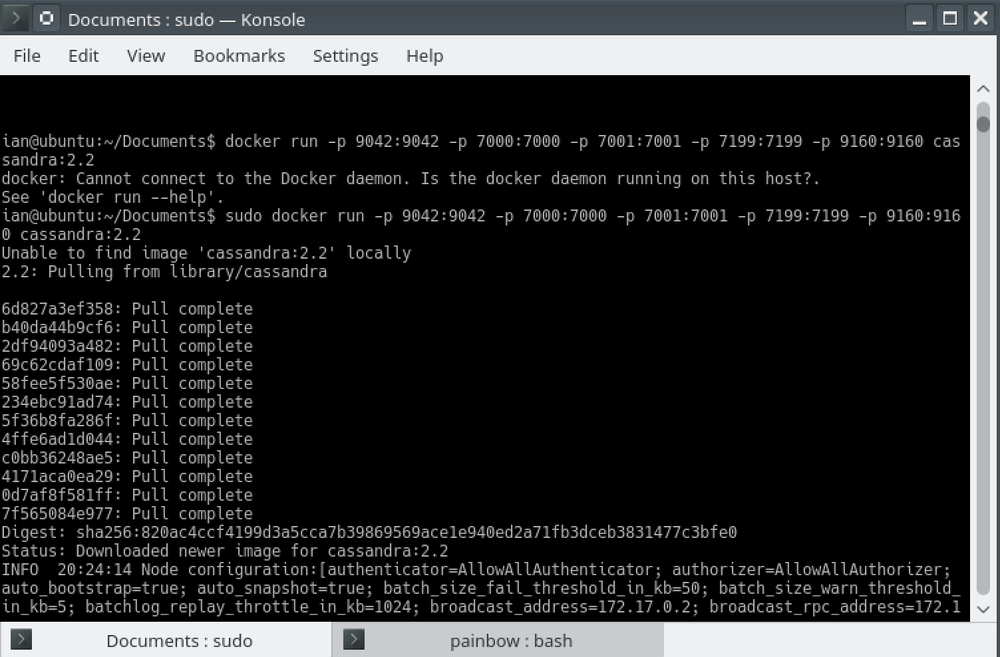 Documents : sudo — Konsole
File Edit View Bookmarks Settings Help
ian@ubuntu:~/Documents$ docker run -p 9042:9042 -p 7000:7000 -p 7001:7001 -p 7199:7199 -p 9160:9160 cas
sandra:2.2
docker: Cannot connect to the Docker daemon. Is the docker daemon running on this host?.
See 'docker run --help'.
ian@ubuntu:~/Documents$ sudo docker run -p 9042:9042 -p 7000:7000 -p 7001:7001 -p 7199:7199 -p 9160:916
0 cassandra:2.2
Unable to find image 'cassandra:2.2' locally
2.2: Pulling from library/cassandra
6d827a3ef358: Pull complete
b40da44b9cf6: Pull complete
2df94093a482: Pull complete
69c62cdaf109: Pull complete
58fee5f530ae: Pull complete
234ebc91ad74: Pull complete
5f36b8fa286f: Pull complete
4ffe6ad1d044: Pull complete
c0bb36248ae5: Pull complete
4171aca0ea29: Pull complete
0d7af8f581ff: Pull complete
7f565084e977: Pull complete
Digest: sha256:820ac4ccf4199d3a5cca7b39869569ace1e940ed2a71fb3dceb3831477c3bfe0
Status: Downloaded newer image for cassandra:2.2
INFO  20:24:14 Node configuration:[authenticator=AllowAllAuthenticator; authorizer=AllowAllAuthorizer;
auto_bootstrap=true; auto_snapshot=true; batch_size_fail_threshold_in_kb=50; batch_size_warn_threshold_
in_kb=5; batchlog_replay_throttle_in_kb=1024; broadcast_address=172.17.0.2; broadcast_rpc_address=172.1
Documents : sudo
painbow : bash